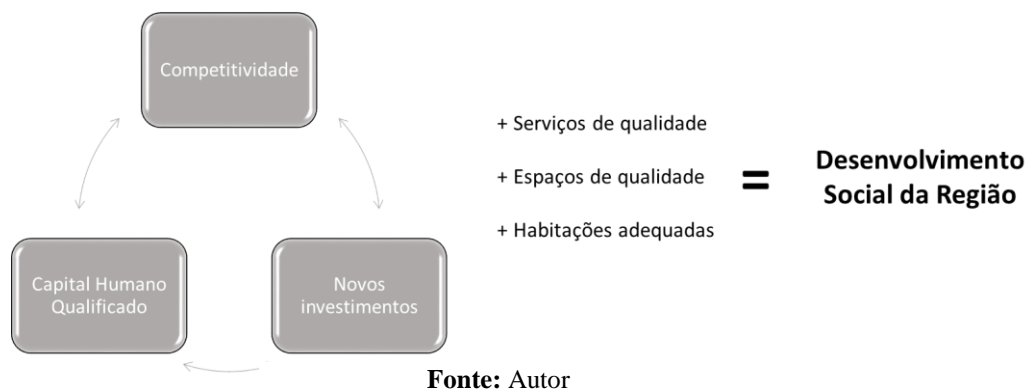 Competitividade
Capital Humano
Qualificado
Novos
investimentos
+ Serviços de qualidade
+ Espaços de qualidade
+ Habitações adequadas
=
Desenvolvimento
Social da Região
Fonte: Autor